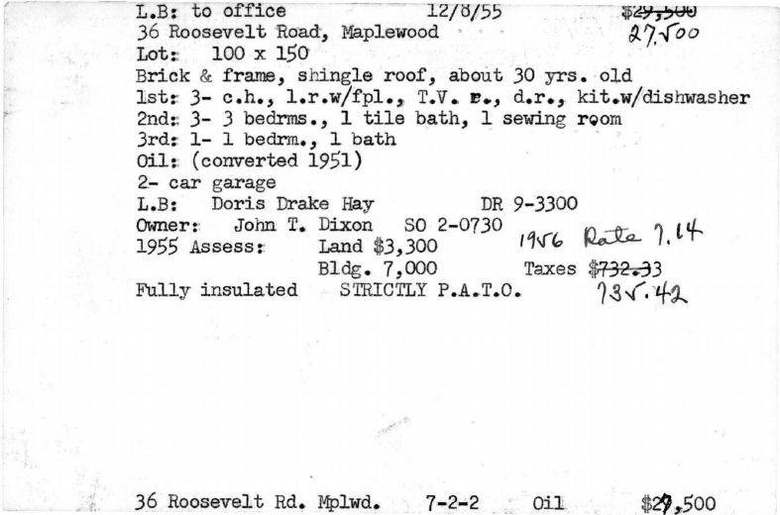 L.B: to office 12/8/55 $29,500
36 Roosevelt Road, Maplewood 27,500
Lot: 100 x 150
Brick & frame, shingle roof, about 30 yrs. old
1st: 3- c.h., l.r.w/fpl., T.V. r., d.r., kit.w/dishwasher
2nd: 3- 3 bedrms., 1 tile bath, 1 sewing room
3rd: 1- 1 bedrm., 1 bath
Oil: (converted 1951)
2- car garage
L.B: Doris Drake Hay DR 9-3300
Owner: John T. Dixon SO 2-0730
1955 Assess: Land $3,300 1956 Rate 7.14
Bldg. 7,000 Taxes $732.33
Fully insulated STRICTLY P.A.T.O. 735.42
36 Roosevelt Rd. Mplwd. 7-2-2 Oil $27,500